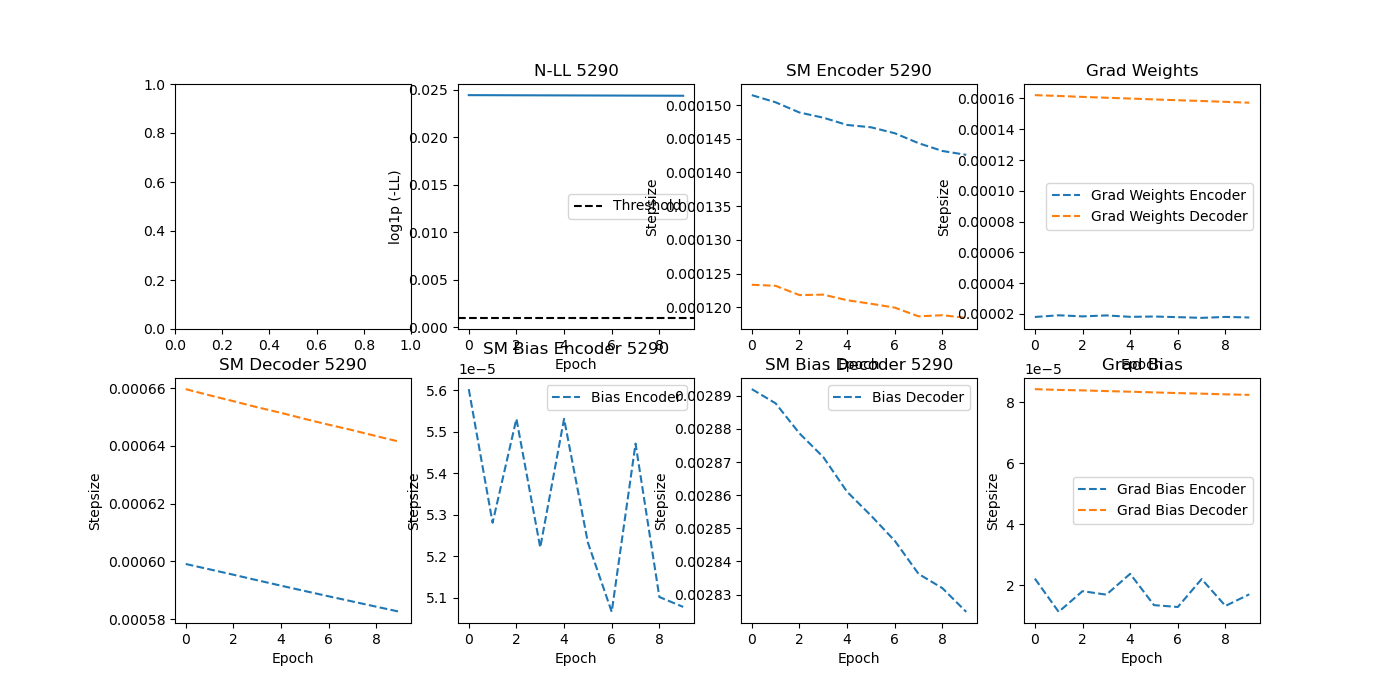 1.0
0.8
0.6
0.4
0.2
0.0
0.0 0.2 0.4 0.6 0.8 1.0
N-LL 5290
log1p (-LL)
0.025
0.020
0.015
0.010
0.005
0.000
Threshold
0 2 4 6 8
Epoch
SM Encoder 5290
Stepsize
0.000150
0.000145
0.000140
0.000135
0.000130
0.000125
0.000120
0 2 4 6 8
Epoch
Grad Weights
Stepsize
0.00016
0.00014
0.00012
0.00010
0.00008
0.00006
0.00004
0.00002
Grad Weights Encoder
Grad Weights Decoder
0 2 4 6 8
Epoch
SM Decoder 5290
Stepsize
0.00066
0.00064
0.00062
0.00060
0.00058
0 2 4 6 8
Epoch
SM Bias Encoder 5290
1e−5
Stepsize
5.6
5.5
5.4
5.3
5.2
5.1
Bias Encoder
0 2 4 6 8
Epoch
SM Bias Decoder 5290
Stepsize
0.00289
0.00288
0.00287
0.00286
0.00285
0.00284
0.00283
Bias Decoder
0 2 4 6 8
Epoch
Grad Bias
1e−5
Stepsize
8
6
4
2
Grad Bias Encoder
Grad Bias Decoder
0 2 4 6 8
Epoch